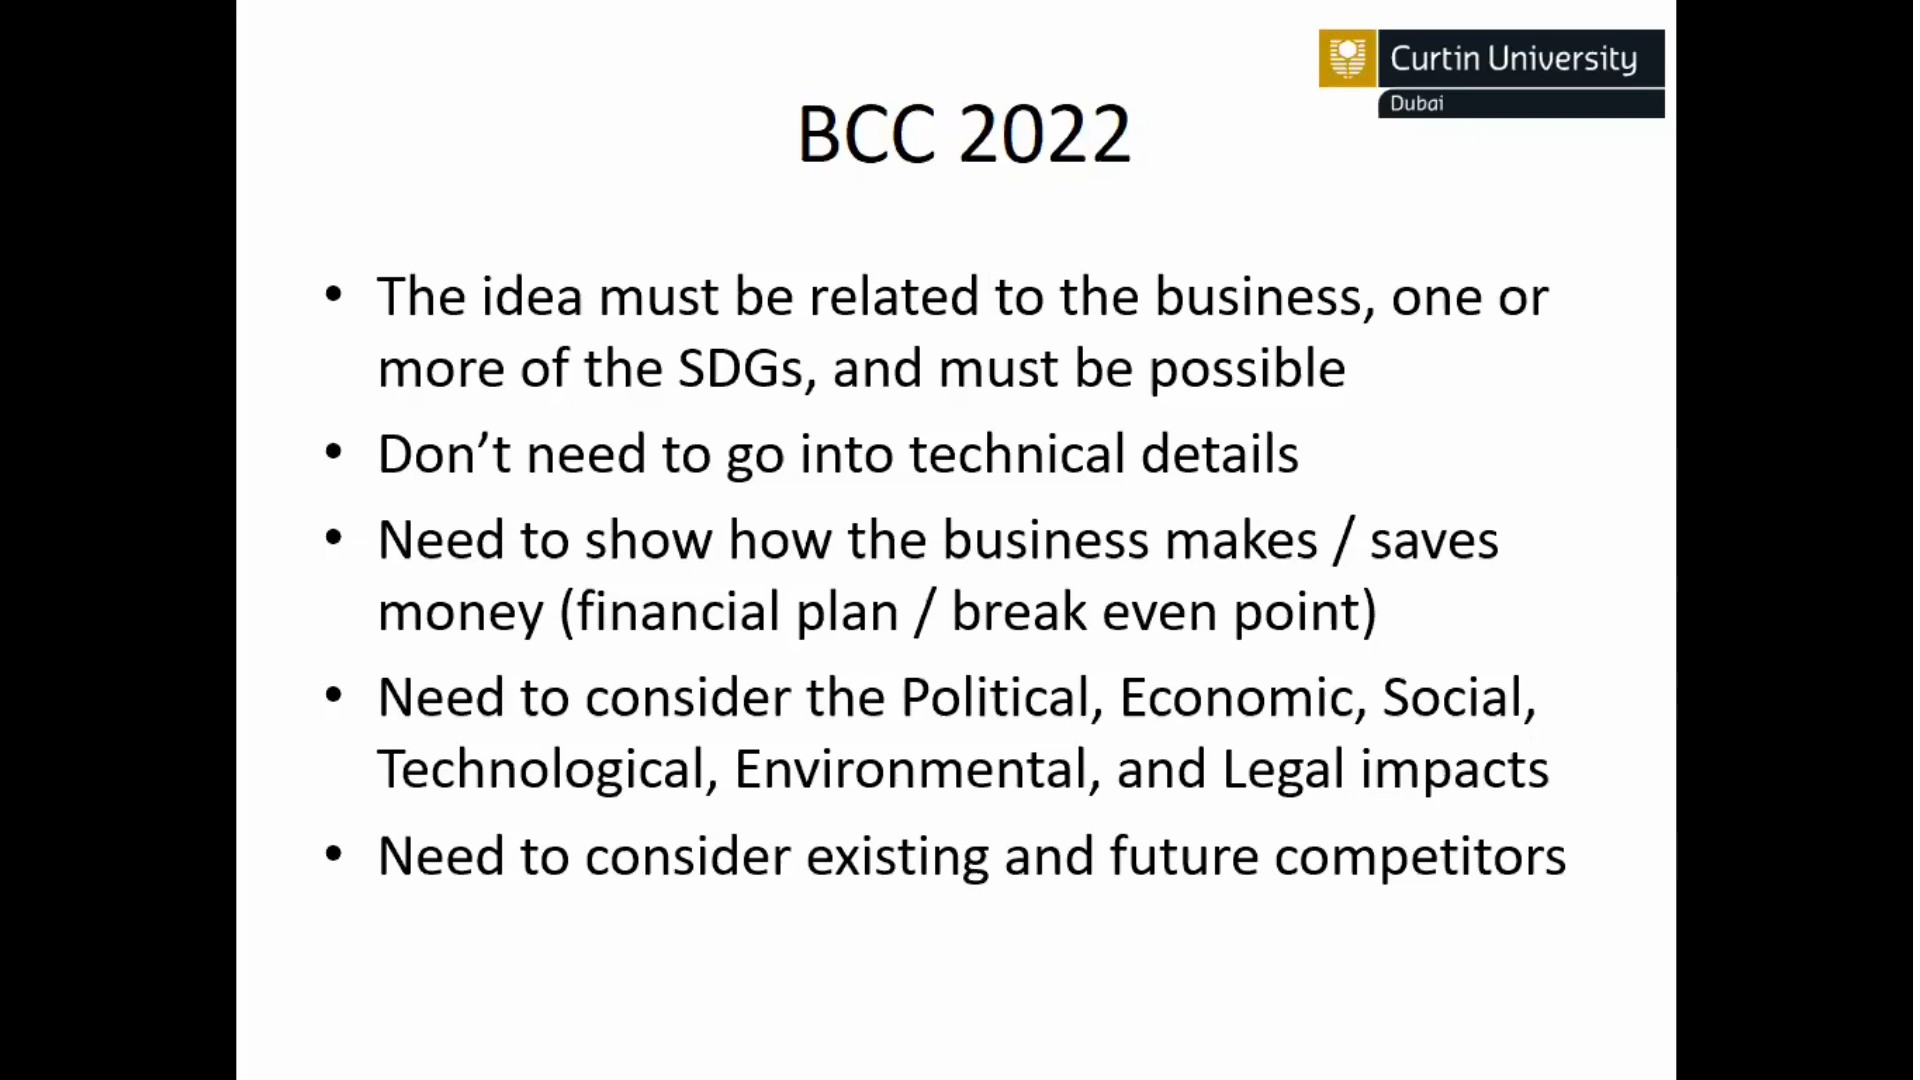 Curtin University
Dubai
BCC 2022
• The idea must be related to the business, one or
more of the SDGs, and must be possible
• Don’t need to go into technical details
• Need to show how the business makes / saves
money (financial plan / break even point)
• Need to consider the Political, Economic, Social,
Technological, Environmental, and Legal impacts
• Need to consider existing and future competitors